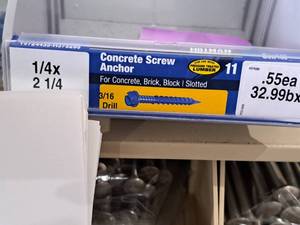 1/4x
2 1/4
Concrete Screw
Anchor
For Concrete, Brick, Block | Slotted
3/16
Drill
LUMBER
11
.55ea
32.99bx